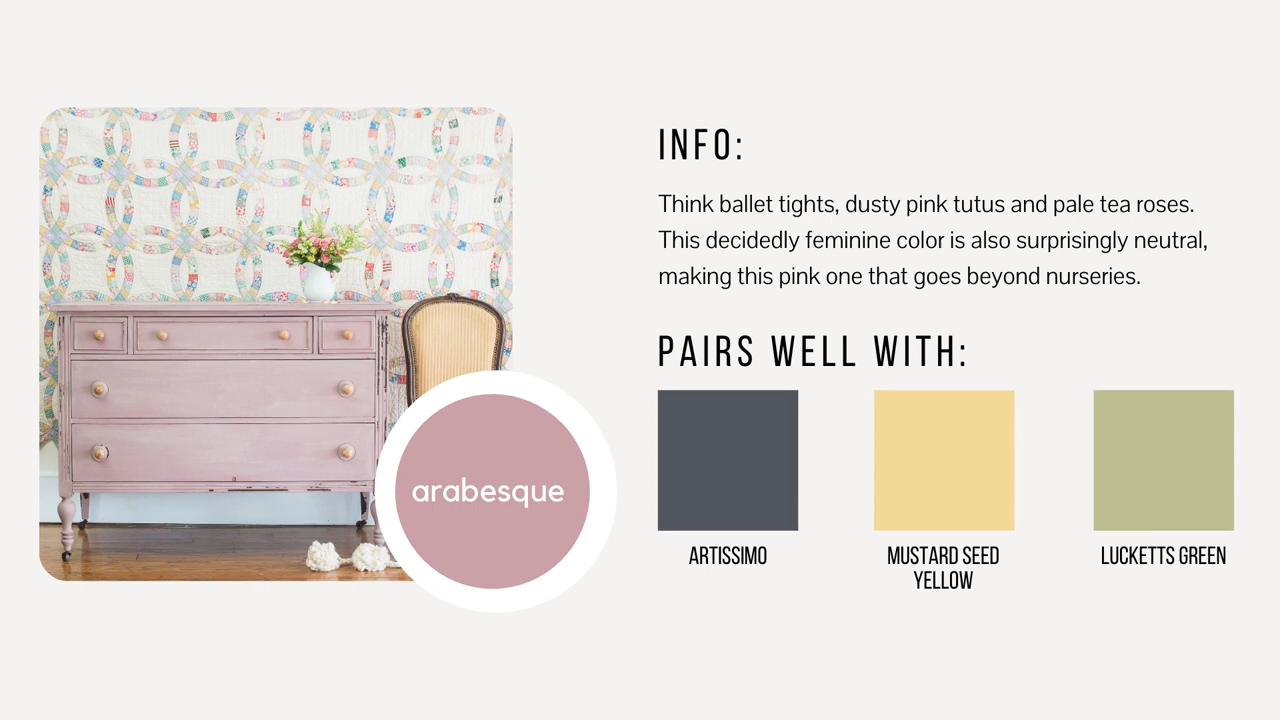 INFO:
Think ballet tights, dusty pink tutus and pale tea roses.
This decidedly feminine color is also surprisingly neutral,
making this pink one that goes beyond nurseries.
PAIRS WELL WITH:
arabesque
ARTISSIMO
MUSTARD SEED
YELLOW
LUCKETTS GREEN